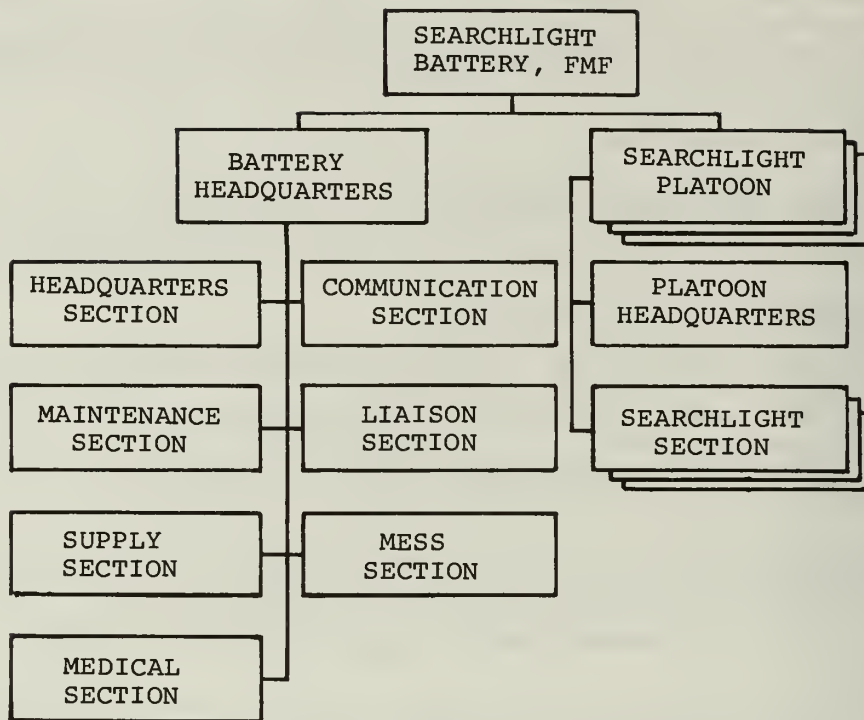 SEARCHLIGHT
BATTERY, FMF
BATTERY
HEADQUARTERS
SEARCHLIGHT
PLATOON
HEADQUARTERS
SECTION
COMMUNICATION
SECTION
PLATOON
HEADQUARTERS
MAINTENANCE
SECTION
LIAISON
SECTION
SEARCHLIGHT
SECTION
SUPPLY
SECTION
MESS
SECTION
MEDICAL
SECTION